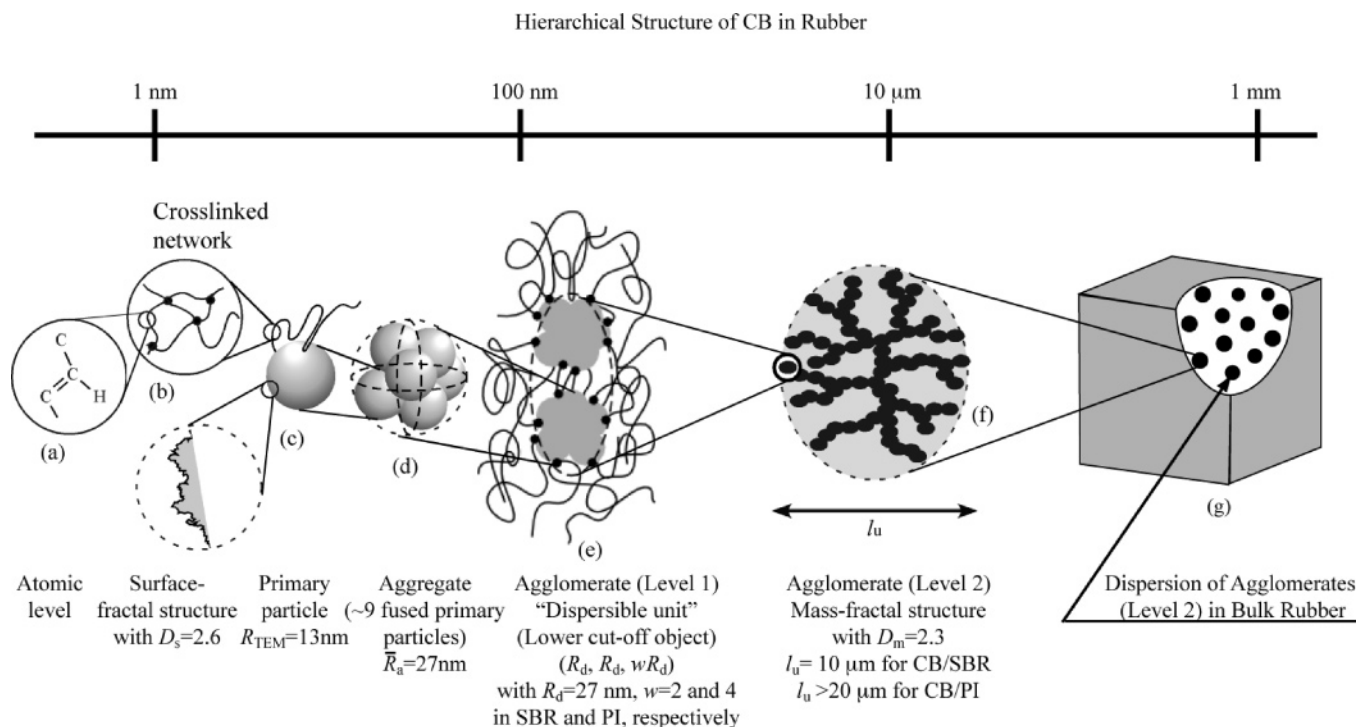 Hierarchical Structure of CB in Rubber
1 nm
100 nm
10 μm
1 mm
Crosslinked
network
C
C
H
(a)
(b)
(c)
(d)
(e)
(f)
(g)
l_u
Atomic
level
Surface-
fractal structure
with D_s=2.6
Primary
particle
R_TEM=13nm
Aggregate
(~9 fused primary
particles)
R̅_a=27nm
Agglomerate (Level 1)
“Dispersible unit”
(Lower cut-off object)
(R_d, R_d, wR_d)
with R_d=27 nm, w=2 and 4
in SBR and PI, respectively
Agglomerate (Level 2)
Mass-fractal structure
with D_m=2.3
l_u= 10 μm for CB/SBR
l_u >20 μm for CB/PI
Dispersion of Agglomerates
(Level 2) in Bulk Rubber